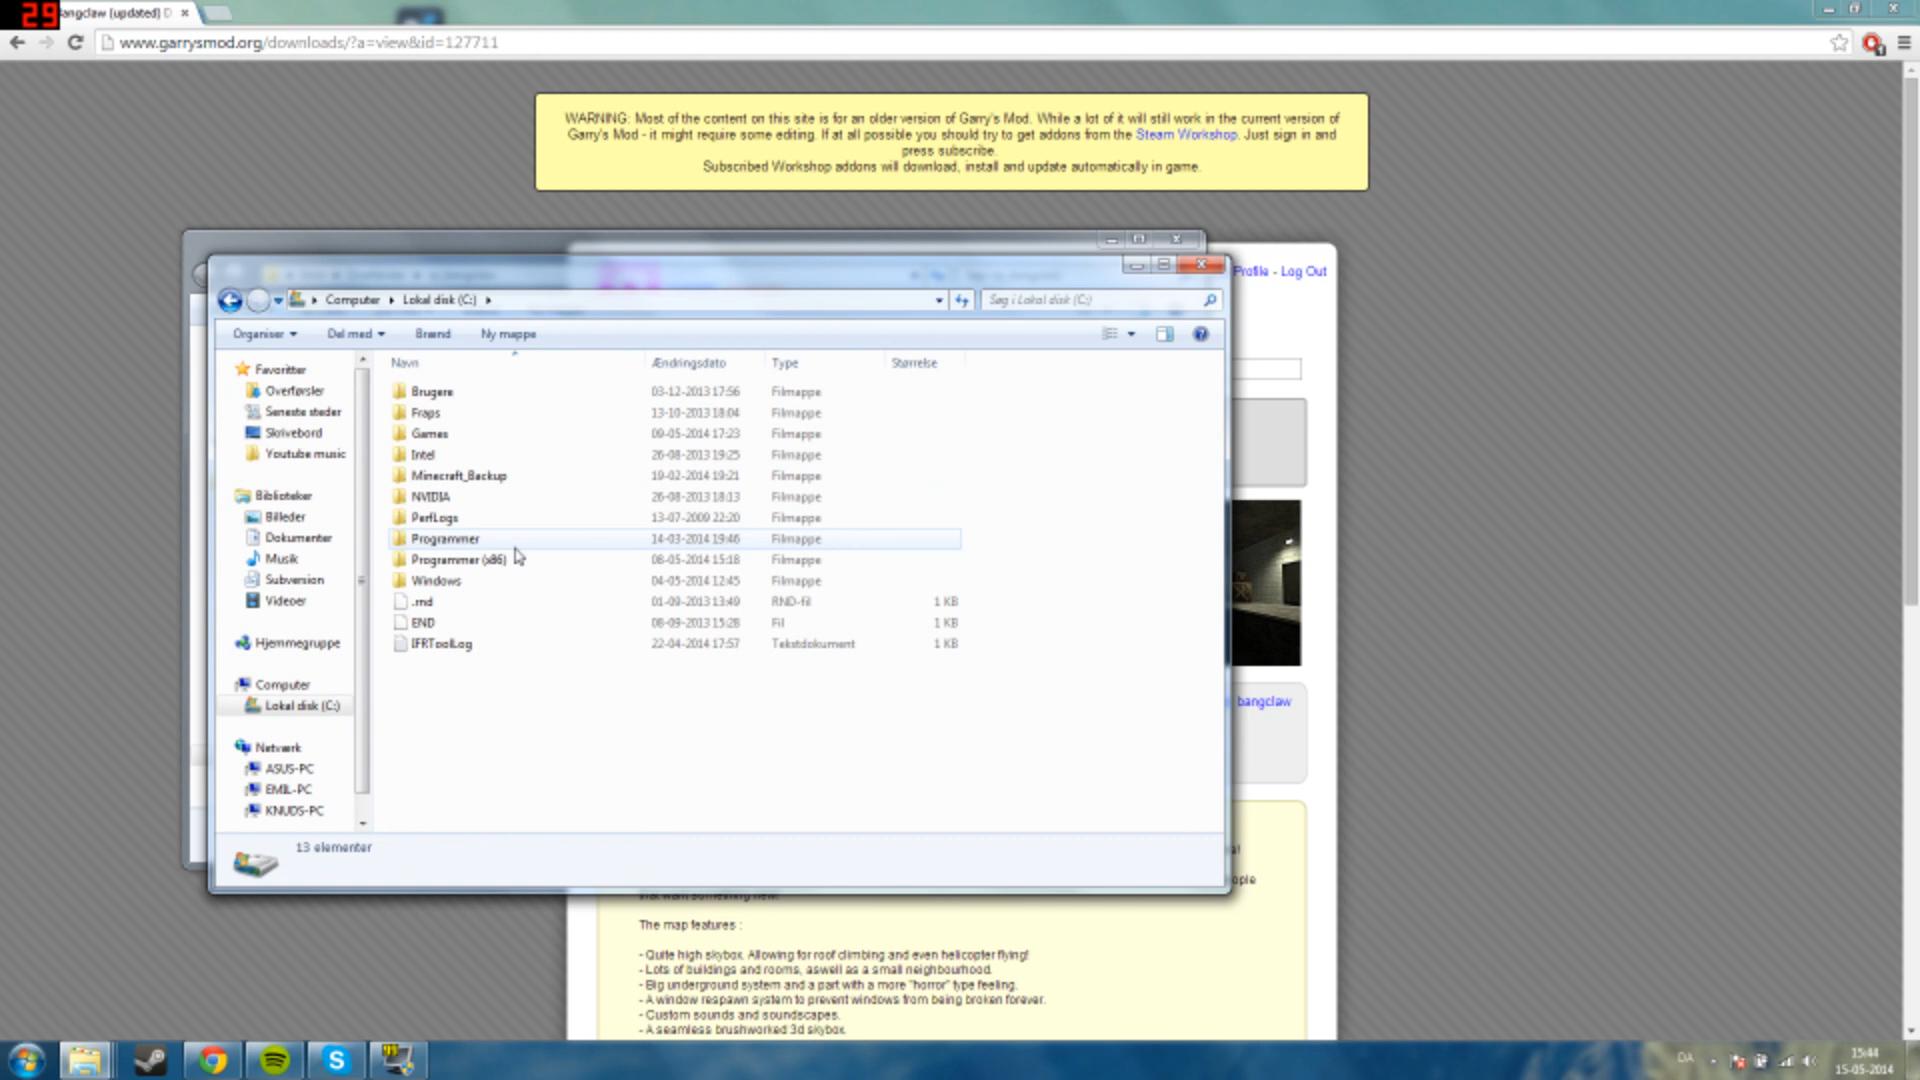 29
angclaw (updated) D
www.garrysmod.org/downloads/?a=view&id=127711
WARNING: Most of the content on this site is for an older version of Garry's Mod. While a lot of it will still work in the current version of
Garry's Mod - it might require some editing. If at all possible you should try to get addons from the Steam Workshop. Just sign in and
press subscribe.
Subscribed Workshop addons will download, install and update automatically in game.
Profile - Log Out
Computer Lokal disk (C:)
Søg i Lokal disk (C:)
Organiser Del med Brænd Ny mappe
Navn Ændringsdato Type Størrelse
Favoritter
Overførsler
Seneste steder
Skrivebord
Youtube music
Biblioteker
Billeder
Dokumenter
Musik
Subversion
Videoer
Hjemmegruppe
Computer
Lokal disk (C:)
Netværk
ASUS-PC
EMIL-PC
KNUDS-PC
Brugere 03-12-2013 17:56 Filmappe
Fraps 13-10-2013 18:04 Filmappe
Games 09-05-2014 17:23 Filmappe
Intel 26-08-2013 19:25 Filmappe
Minecraft_Backup 19-02-2014 19:21 Filmappe
NVIDIA 26-08-2013 18:13 Filmappe
PerfLogs 13-07-2009 22:20 Filmappe
Programmer 14-03-2014 19:46 Filmappe
Programmer (x86) 08-05-2014 15:18 Filmappe
Windows 04-05-2014 12:45 Filmappe
.rnd 01-09-2013 13:49 RND-fil 1 KB
END 08-09-2013 15:28 Fil 1 KB
IFRToolLog 22-04-2014 17:57 Tekstdokument 1 KB
13 elementer
bangclaw
ople
The map features :
- Quite high skybox. Allowing for roof climbing and even helicopter flying!
- Lots of buildings and rooms, aswell as a small neighbourhood.
- Big underground system and a part with a more "horror" type feeling.
- A window respawn system to prevent windows from being broken forever.
- Custom sounds and soundscapes.
- A seamless brushworked 3d skybox.
DA
15:44
15-05-2014